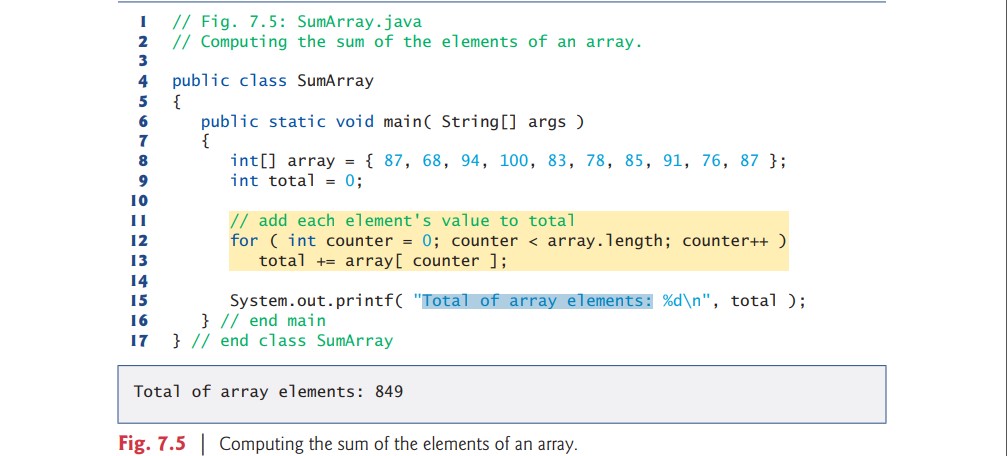 1 // Fig. 7.5: SumArray.java
2 // Computing the sum of the elements of an array.
3
4 public class SumArray
5 {
6 public static void main( String[] args )
7 {
8 int[] array = { 87, 68, 94, 100, 83, 78, 85, 91, 76, 87 };
9 int total = 0;
10
11 // add each element's value to total
12 for ( int counter = 0; counter < array.length; counter++ )
13 total += array[ counter ];
14
15 System.out.printf( "Total of array elements: %d\n", total );
16 } // end main
17 } // end class SumArray
Total of array elements: 849
Fig. 7.5 | Computing the sum of the elements of an array.